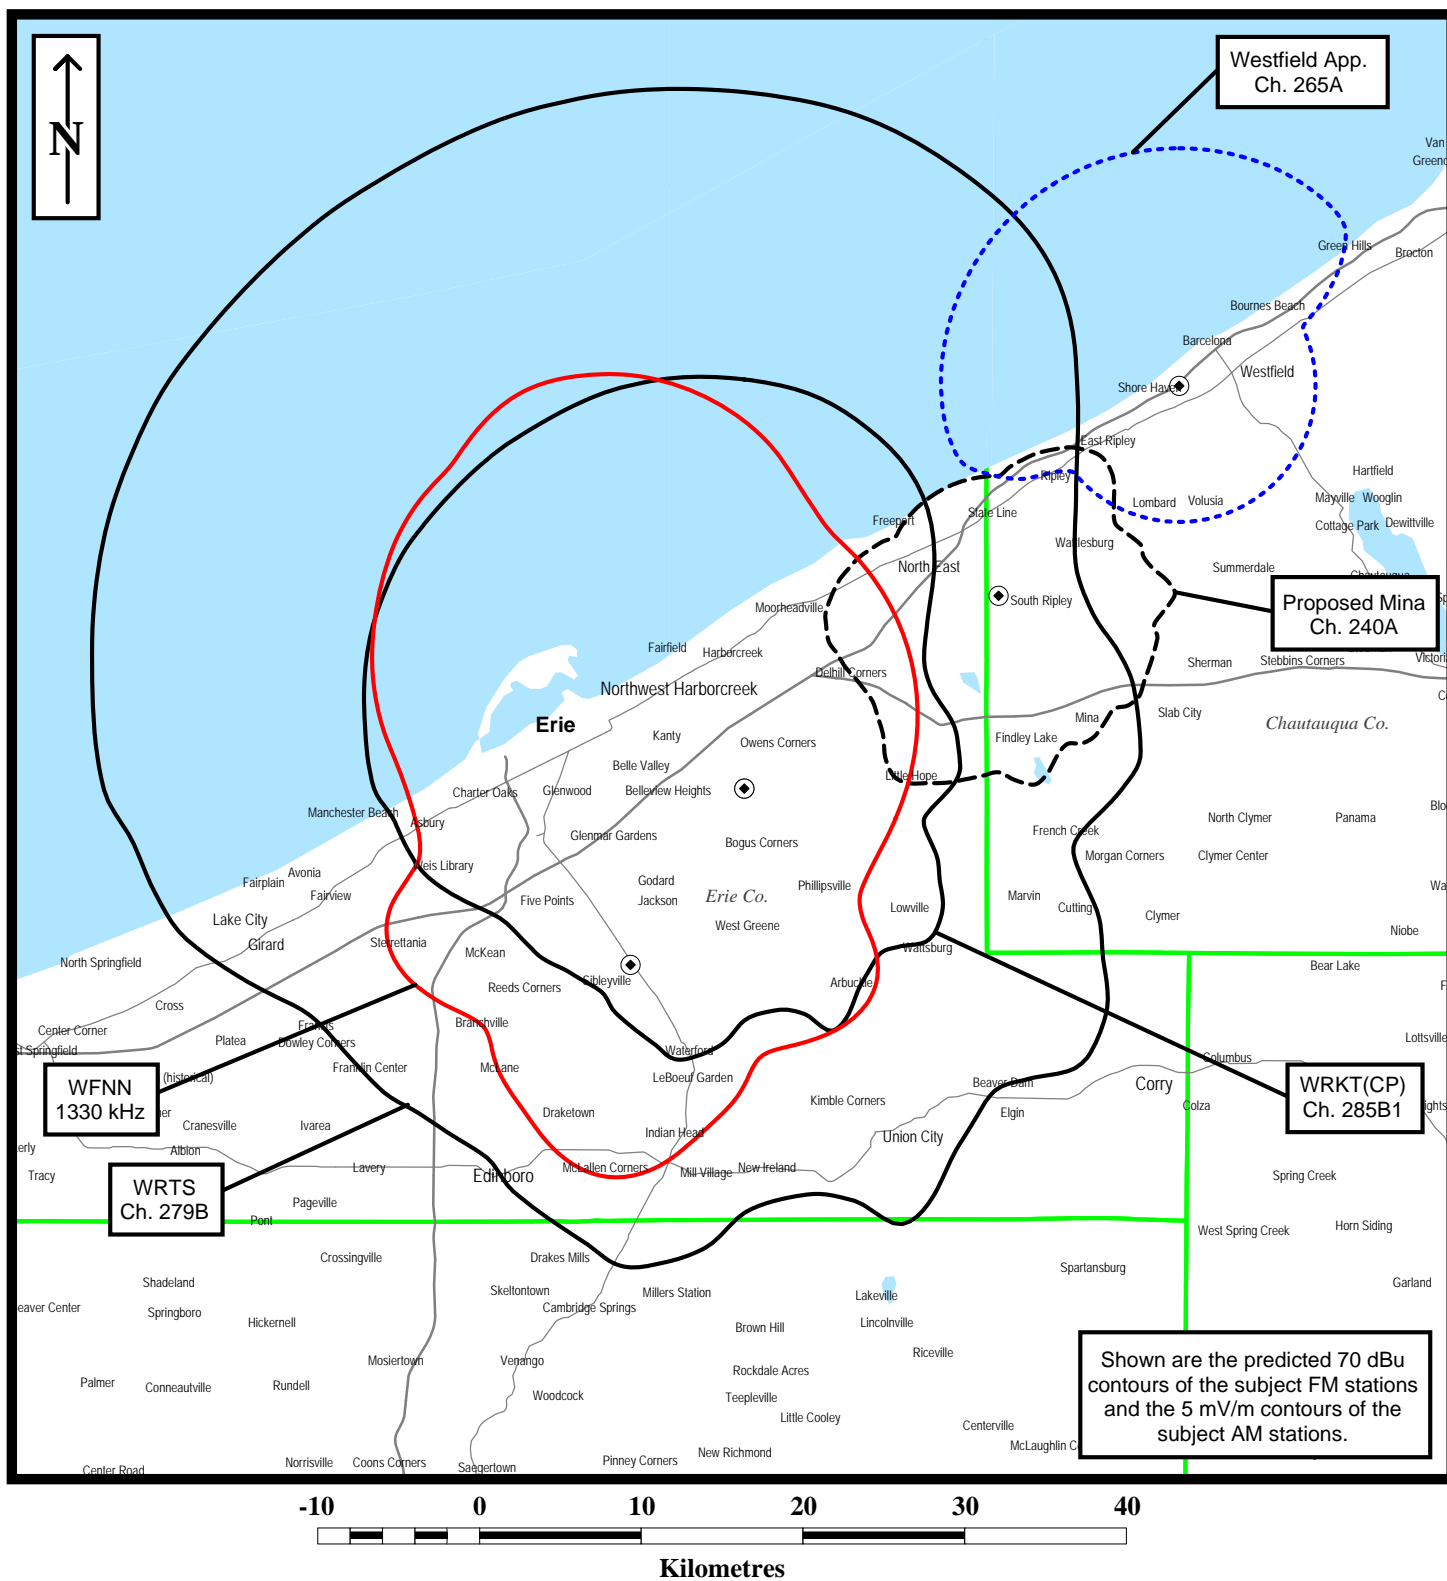 N
Westfield App.
Ch. 265A
Van
Green Hills
Brocton
Bournes Beach
Barcelona
Westfield
Shore Haven
East Ripley
Ripley
Hartfield
Mayville Wooglin
Lombard
Volusia
Cottage Park Dewittville
Freeport
State Line
Wattlesburg
North East
Summerdale
Chautauqua
Proposed Mina
Ch. 240A
South Ripley
Moorheadville
Fairfield
Harborcreek
Sherman
Stebbins Corners
Delhill Corners
Northwest Harborcreek
Erie
Mina
Slab City
Chautauqua Co.
Kanty
Owens Corners
Findley Lake
Belle Valley
Little Hope
Charter Oaks
Glenwood
Belleview Heights
Manchester Beach
Asbury
North Clymer
Panama
Glenmar Gardens
Bogus Corners
French Creek
Morgan Corners
Clymer Center
Weis Library
Avonia
Fairplain
Fairview
Godard
Jackson
Erie Co.
Phillipsville
Marvin
Cutting
Five Points
Lowville
Clymer
Lake City
Girard
West Greene
Niobe
Sterrettania
McKean
Wattsburg
North Springfield
Bear Lake
Sibleyville
Reeds Corners
Arbuckle
Cross
Center Corner
Francis
Branchville
Platea
Dowley Corners
st Springfield
Waterford
Lottsville
Columbus
Franklin Center
McLane
LeBoeuf Garden
WFNN
1330 kHz
(historical)
Beaver Dam
Corry
WRKT(CP)
Ch. 285B1
Kimble Corners
Colza
Draketown
Elgin
Cranesville
Ivarea
Indian Head
Union City
Albion
Tracy
Lavery
Edinboro
McLallen Corners
Mill Village
New Ireland
Spring Creek
WRTS
Ch. 279B
Pageville
Pont
West Spring Creek
Horn Siding
Crossingville
Drakes Mills
Spartansburg
Shadeland
Skeltontown
Millers Station
Lakeville
Garland
eaver Center
Springboro
Cambridge Springs
Hickernell
Brown Hill
Lincolnville
Mosiertown
Venango
Riceville
Rockdale Acres
Palmer
Conneautville
Rundell
Woodcock
Teepleville
Little Cooley
Centerville
McLaughlin C
New Richmond
Norrisville
Coons Corners
Saegertown
Pinney Corners
Center Road
Shown are the predicted 70 dBu
contours of the subject FM stations
and the 5 mV/m contours of the
subject AM stations.
-10 0 10 20 30 40
Kilometres